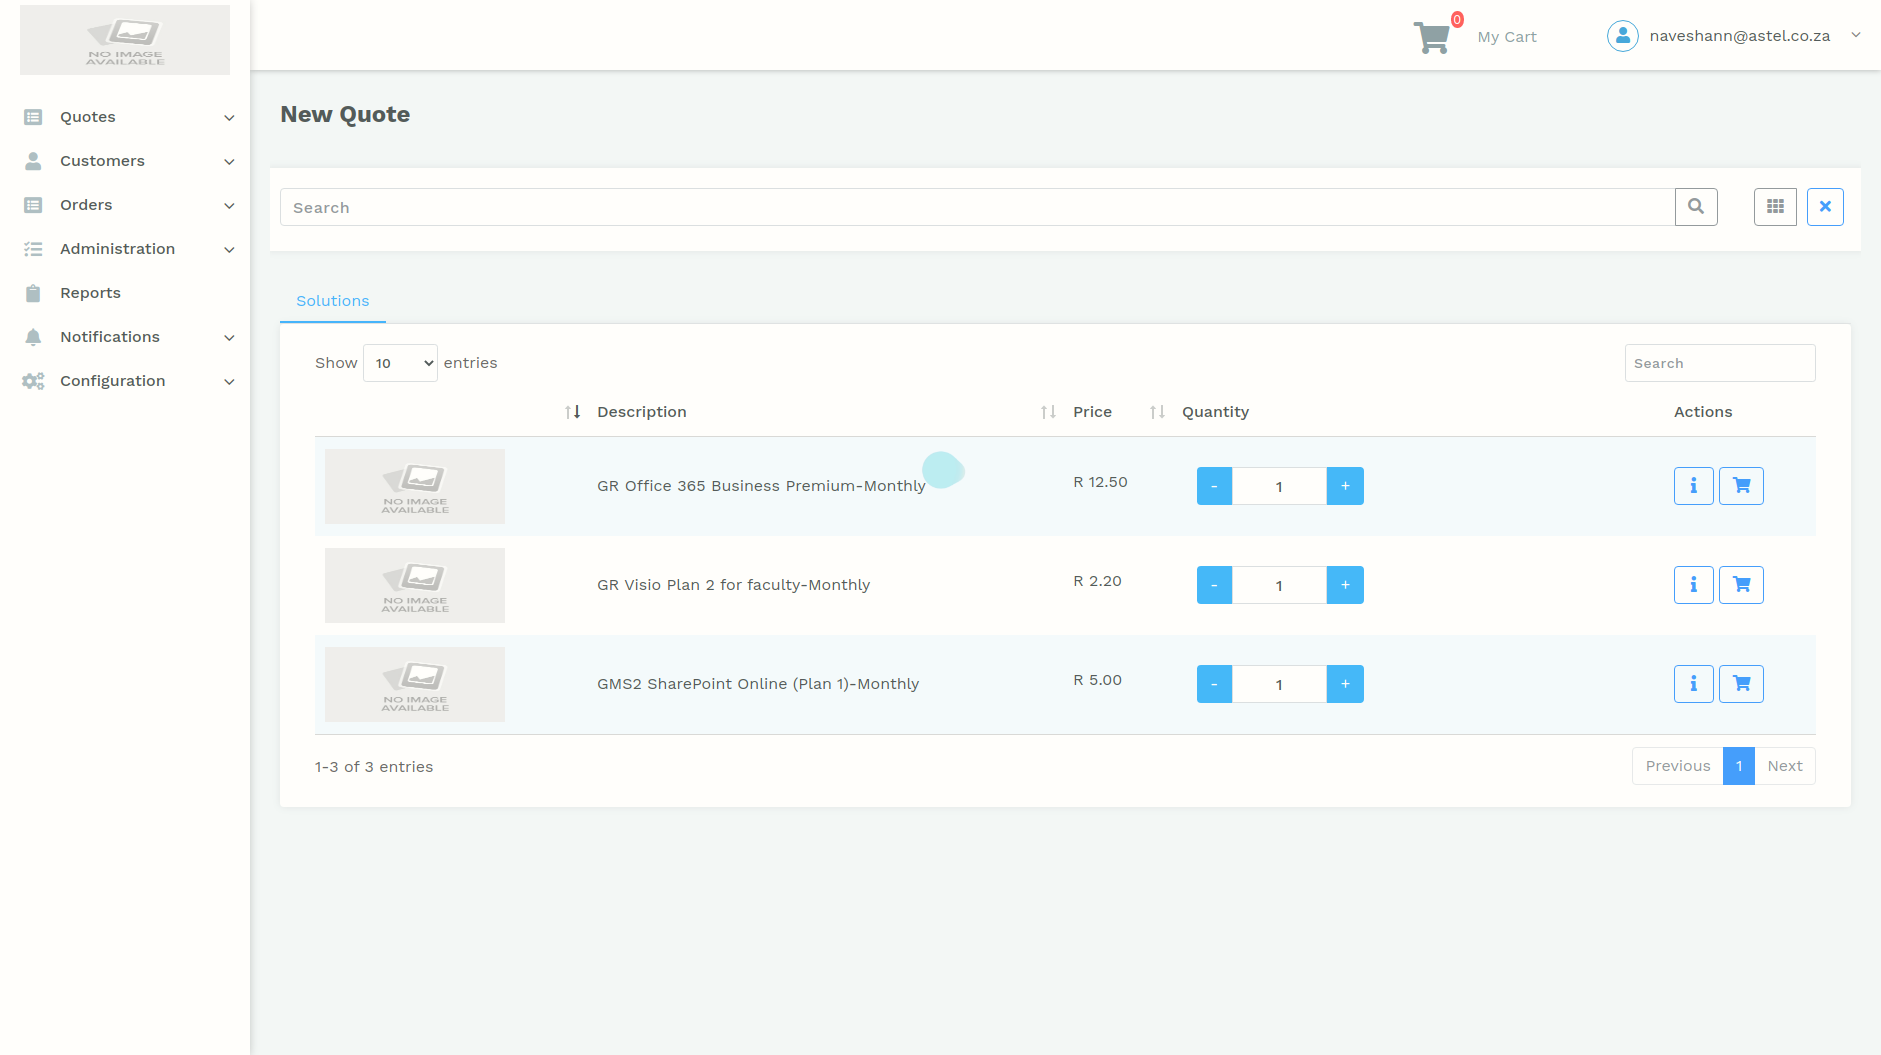 NO IMAGE
AVAILABLE
0
My Cart
naveshann@astel.co.za
Quotes
Customers
Orders
Administration
Reports
Notifications
Configuration
New Quote
Search
Solutions
Show 10 entries
Search
Description Price Quantity Actions
NO IMAGE
AVAILABLE
GR Office 365 Business Premium-Monthly R 12.50 - 1 +
NO IMAGE
AVAILABLE
GR Visio Plan 2 for faculty-Monthly R 2.20 - 1 +
NO IMAGE
AVAILABLE
GMS2 SharePoint Online (Plan 1)-Monthly R 5.00 - 1 +
1-3 of 3 entries
Previous 1 Next